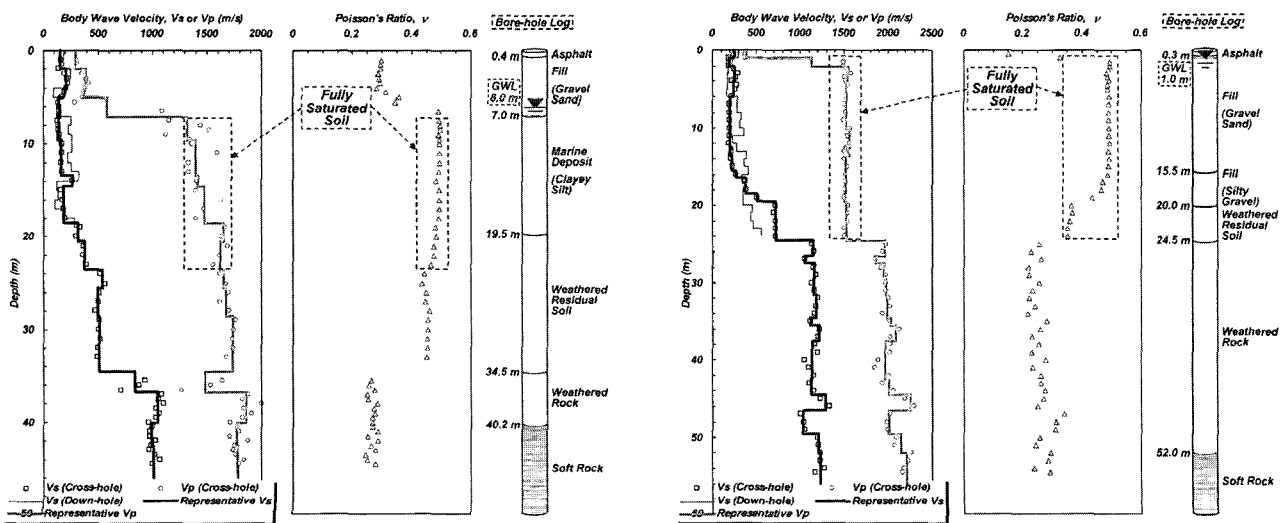 Body Wave Velocity, Vs or Vp (m/s)
0 500 1000 1500 2000
Poisson's Ratio, ν
0 0.2 0.4 0.6
Bore-hole Log
0
10
20
30
40
50
Depth (m)
Fully
Saturated
Soil
0.4 m
GWL
6.0 m
7.0 m
19.5 m
34.5 m
40.2 m
Asphalt
Fill
(Gravel
Sand)
Marine
Deposit
(Clayey
Silt)
Weathered
Residual
Soil
Weathered
Rock
Soft Rock
Vs (Cross-hole)
Vp (Cross-hole)
Vs (Down-hole)
Representative Vs
Representative Vp
Body Wave Velocity, Vs or Vp (m/s)
0 500 1000 1500 2000 2500
Poisson's Ratio, ν
0 0.2 0.4 0.6
Bore-hole Log
0
10
20
30
40
50
Depth (m)
Fully
Saturated
Soil
0.3 m
GWL
1.0 m
15.5 m
20.0 m
24.5 m
52.0 m
Asphalt
Fill
(Gravel
Sand)
Fill
(Silty
Gravel)
Weathered
Residual
Soil
Weathered
Rock
Soft Rock
Vs (Cross-hole)
Vp (Cross-hole)
Vs (Down-hole)
Representative Vs
Representative Vp